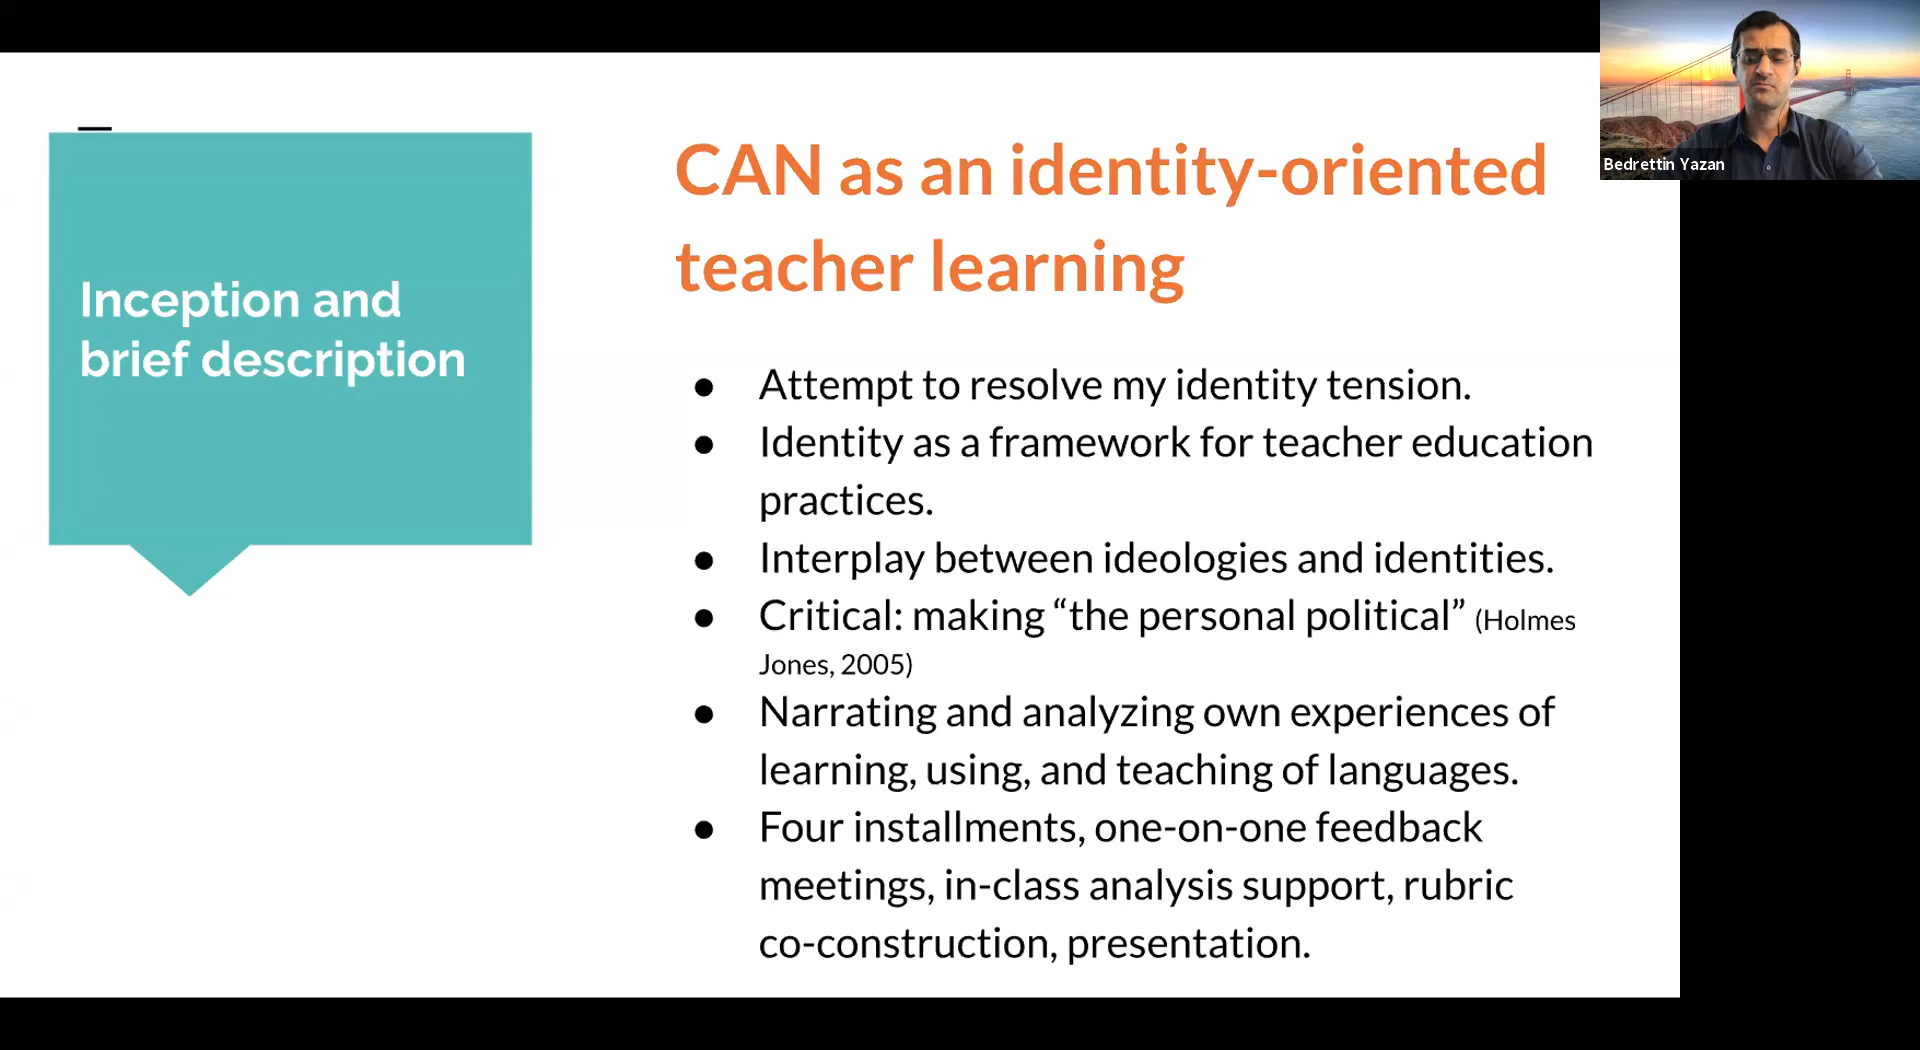 Inception and
brief description
CAN as an identity-oriented
teacher learning
● Attempt to resolve my identity tension.
● Identity as a framework for teacher education
practices.
● Interplay between ideologies and identities.
● Critical: making “the personal political” (Holmes
Jones, 2005)
● Narrating and analyzing own experiences of
learning, using, and teaching of languages.
● Four installments, one-on-one feedback
meetings, in-class analysis support, rubric
co-construction, presentation.
Bedrettin Yazan